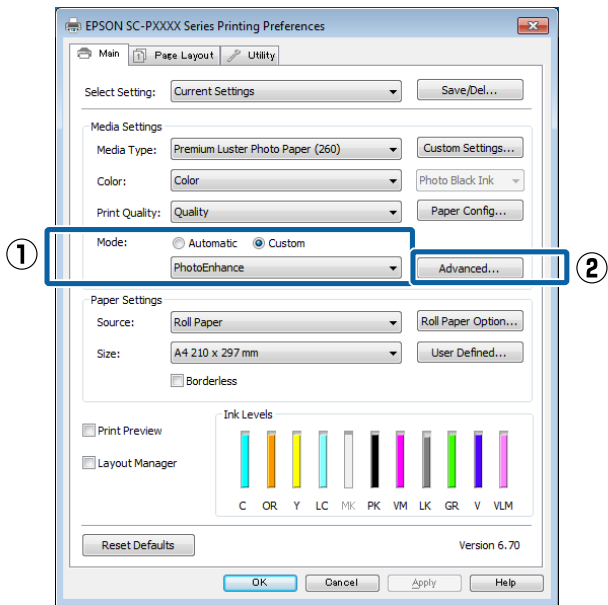 EPSON SC-PXXXX Series Printing Preferences
Main Page Layout Utility
Select Setting: Current Settings Save/Del...
Media Settings
Media Type: Premium Luster Photo Paper (260) Custom Settings...
Color: Color Photo Black Ink
Print Quality: Quality Paper Config...
Mode: Automatic Custom
①
PhotoEnhance Advanced...
②
Paper Settings
Source: Roll Paper Roll Paper Option...
Size: A4 210 x 297 mm User Defined...
Borderless
Ink Levels
Print Preview
Layout Manager
C OR Y LC MK PK VM LK GR V VLM
Reset Defaults Version 6.70
OK Cancel Apply Help